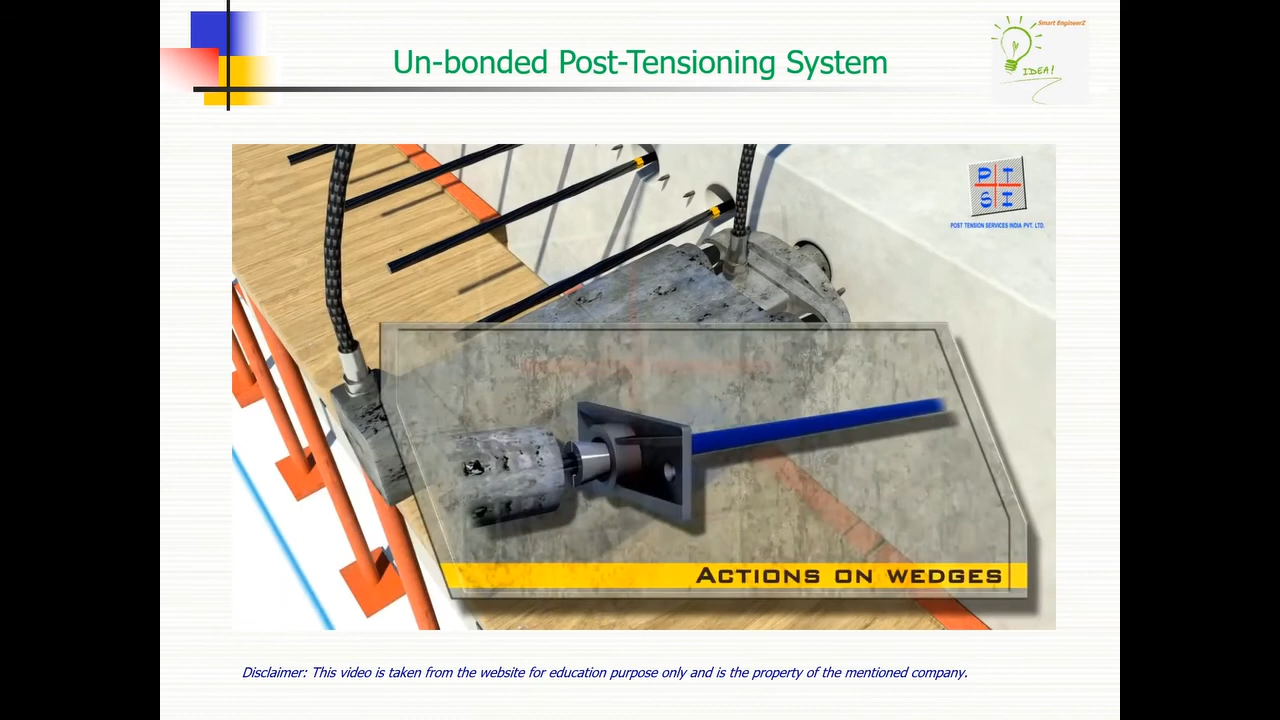 Un-bonded Post-Tensioning System
Smart EngineerZ
IDEA!
P T
S I
POST TENSION SERVICES INDIA PVT. LTD.
ACTIONS ON WEDGES
Disclaimer: This video is taken from the website for education purpose only and is the property of the mentioned company.